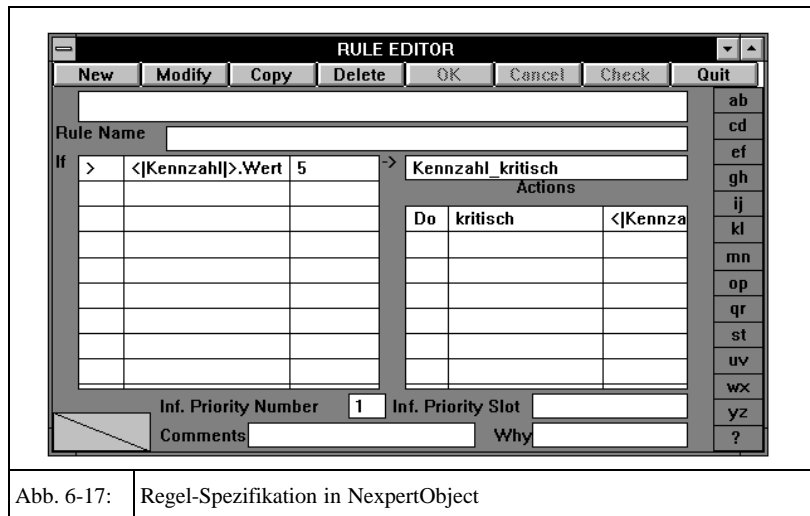 RULE EDITOR
New Modify Copy Delete OK Cancel Check Quit
ab
cd
Rule Name
ef
If > <|Kennzahl|>.Wert 5 -> Kennzahl_kritisch
gh
Actions
ij
Do kritisch <|Kennza
kl
mn
op
qr
st
uv
wx
Inf. Priority Number 1 Inf. Priority Slot
yz
Comments Why
?
Abb. 6-17: Regel-Spezifikation in NexpertObject